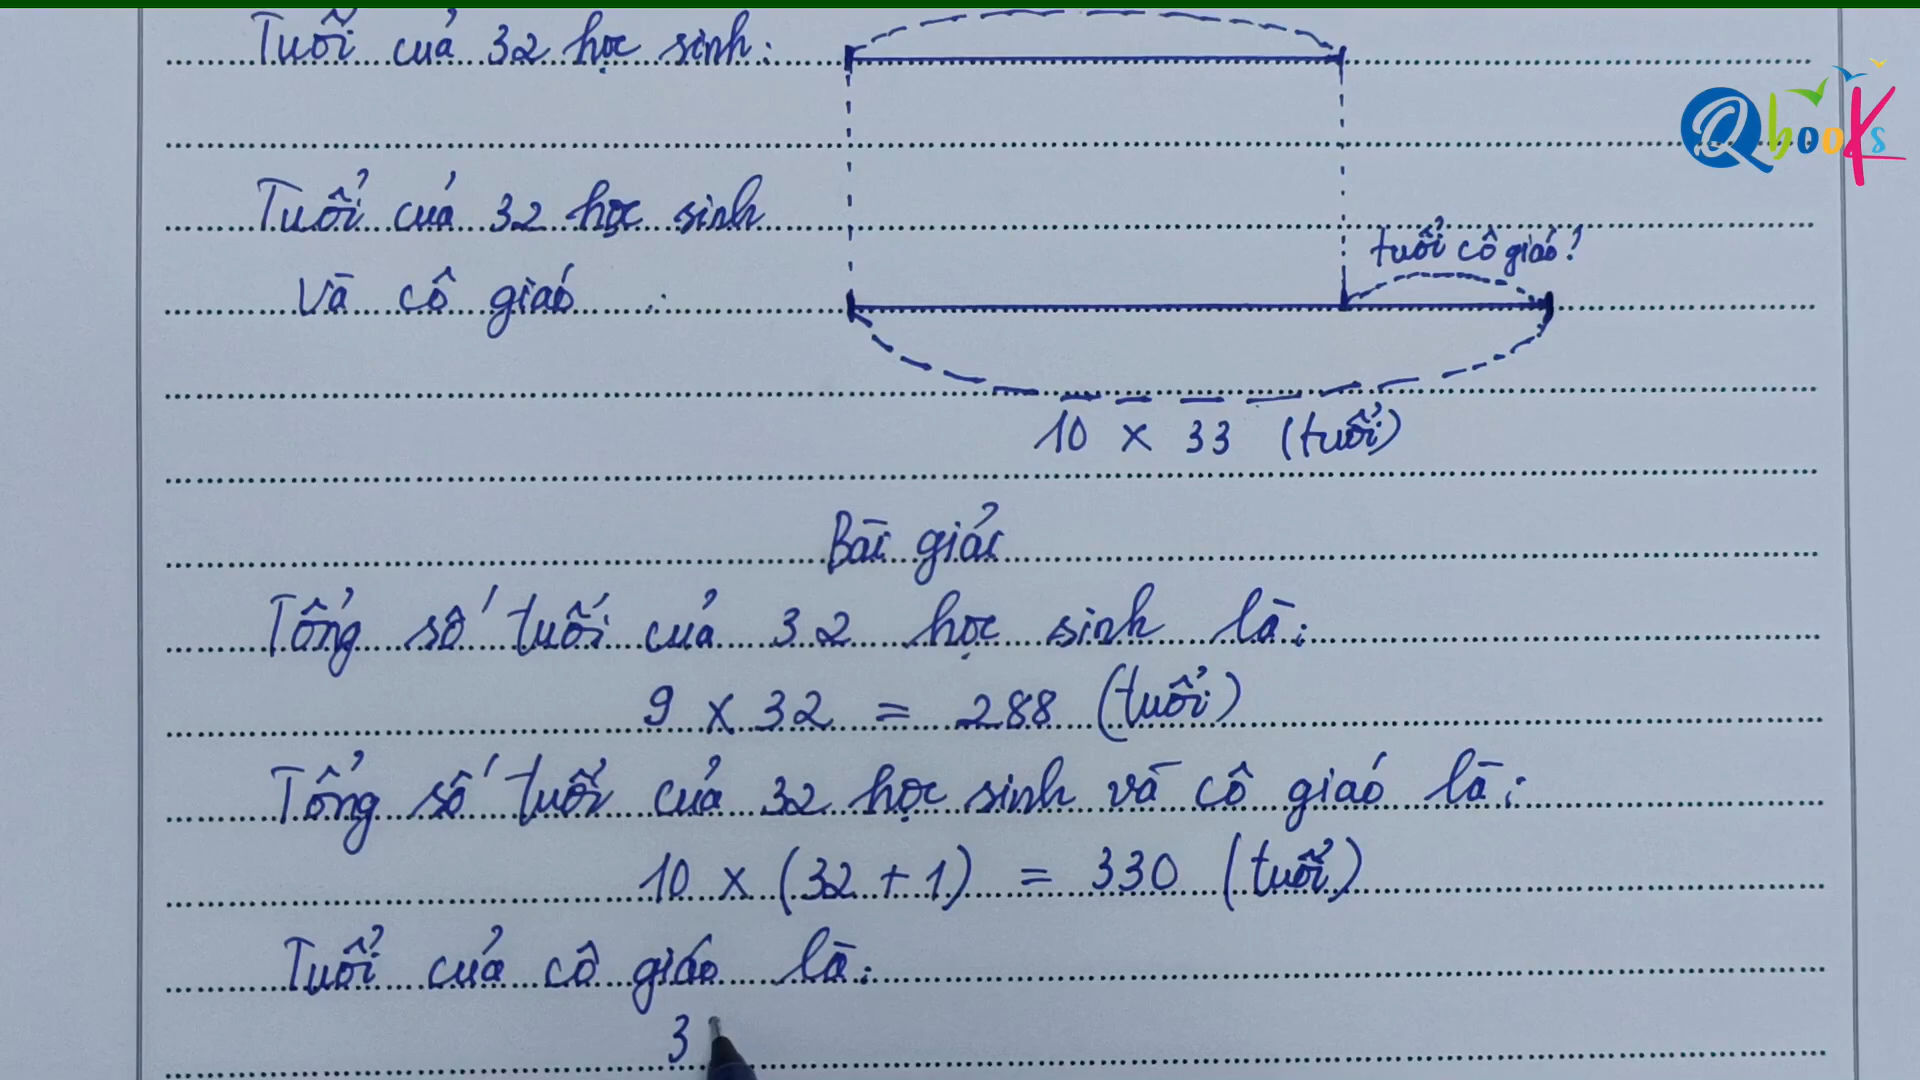 Tuổi của 32 học sinh:
Qbooks
Tuổi của 32 học sinh
và cô giáo :
tuổi cô giáo?
10 x 33 (tuổi)
Bài giải
Tổng số tuổi của 32 học sinh là:
9 x 32 = 288 (tuổi)
Tổng số tuổi của 32 học sinh và cô giáo là:
10 x (32 + 1) = 330 (tuổi)
Tuổi của cô giáo là:
3